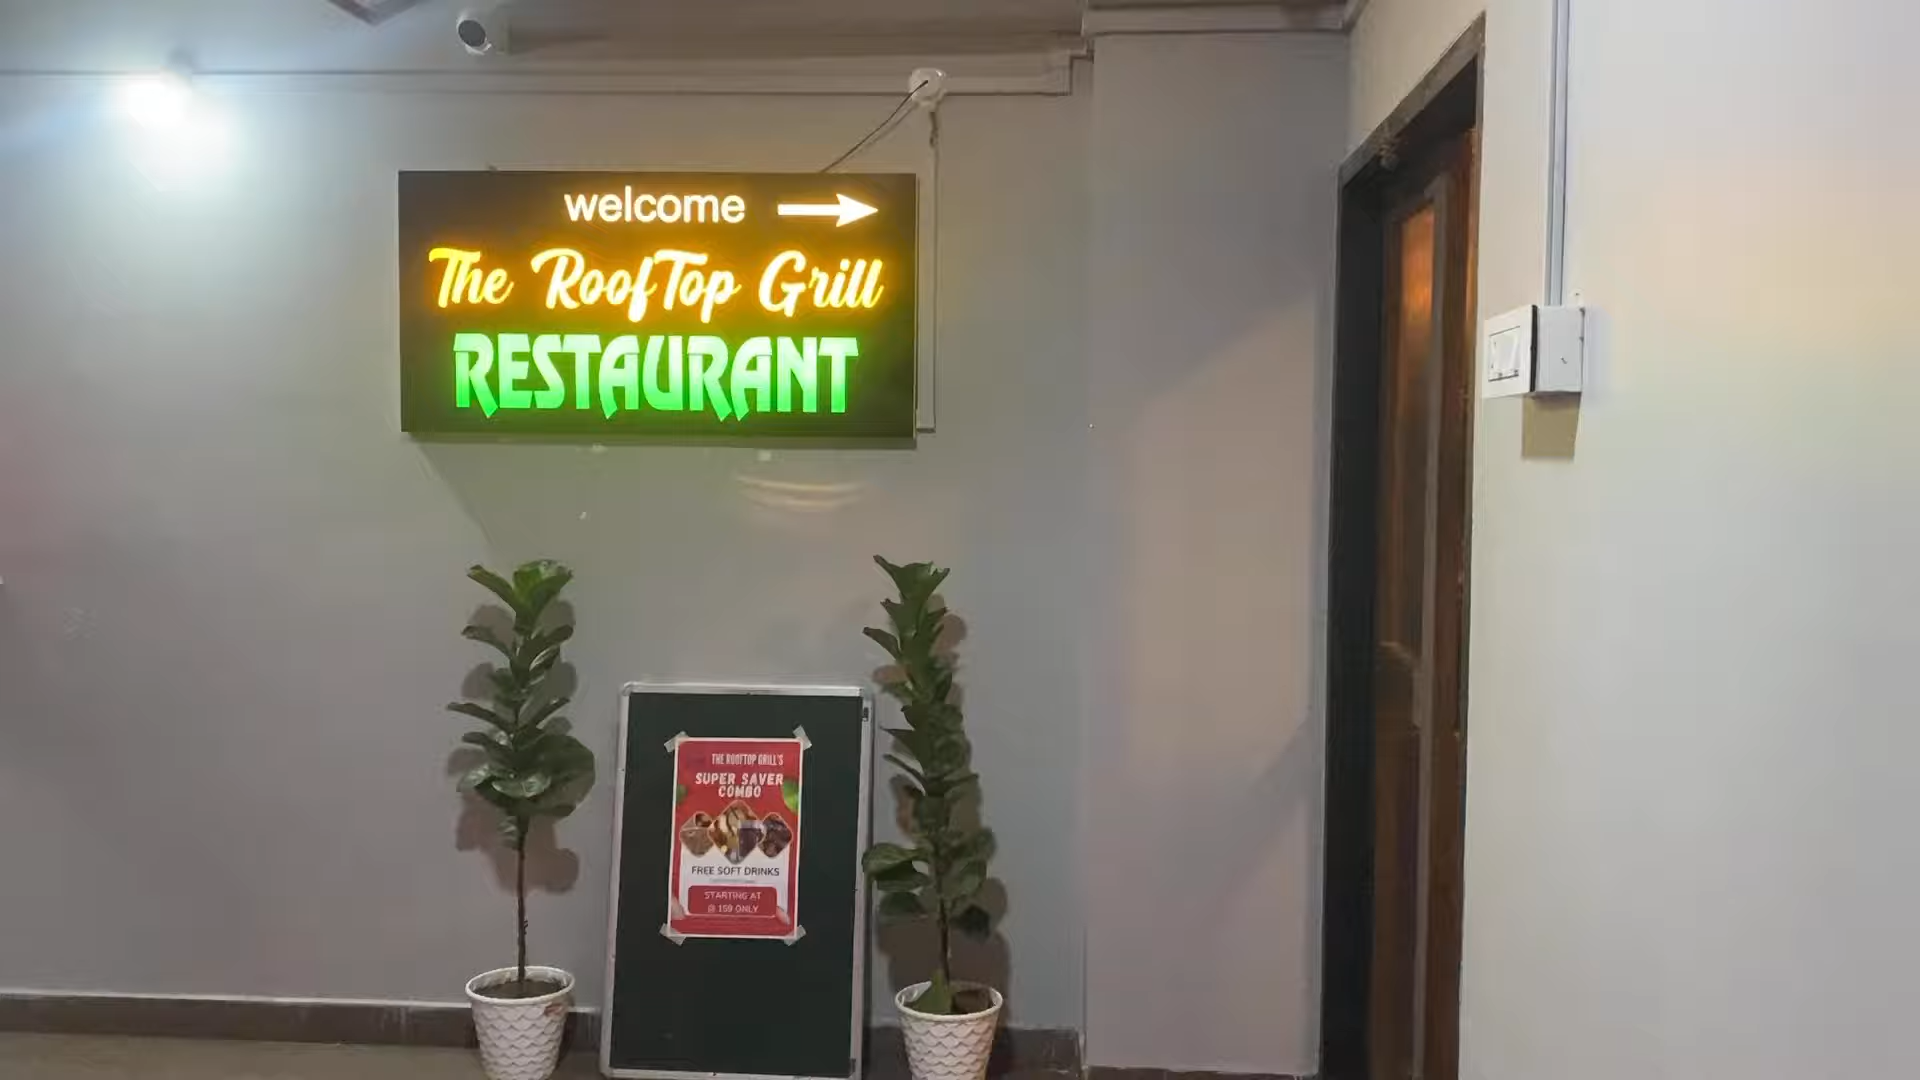 welcome
The RoofTop Grill
RESTAURANT
THE ROOFTOP GRILL'S
SUPER SAVER
COMBO
FREE SOFT DRINKS
STARTING AT
@ 159 ONLY